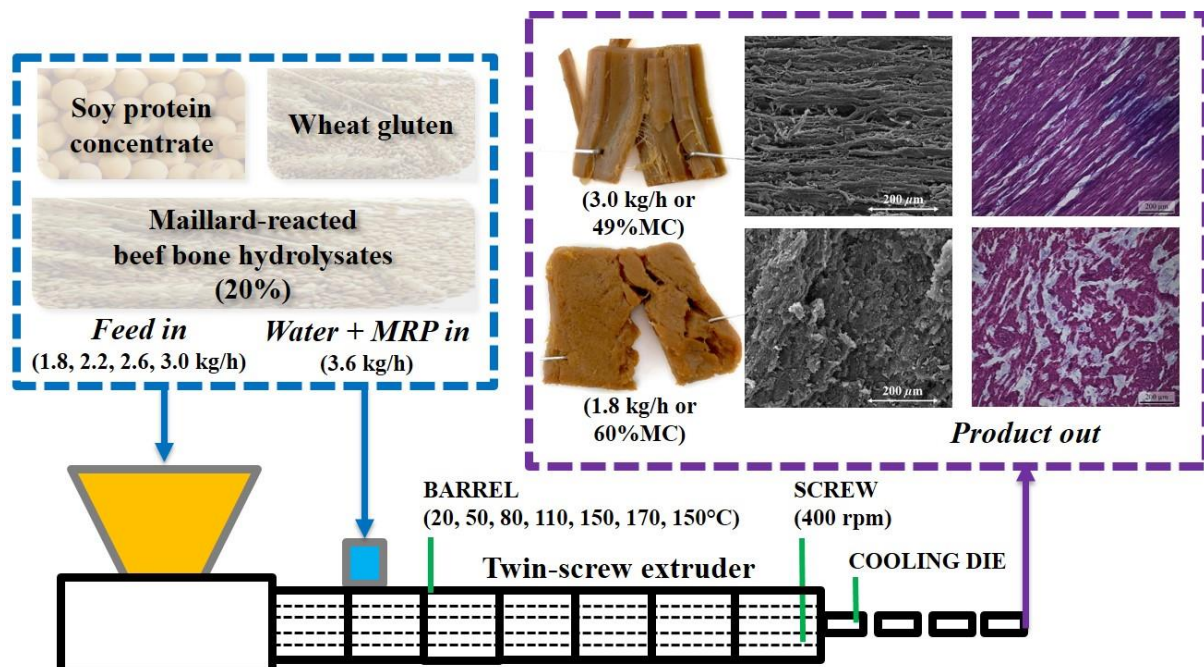 Soy protein
concentrate
Wheat gluten
Maillard-reacted
beef bone hydrolysates
(20%)
Feed in
(1.8, 2.2, 2.6, 3.0 kg/h)
Water + MRP in
(3.6 kg/h)
(3.0 kg/h or
49%MC)
200 µm
200 µm
(1.8 kg/h or
60%MC)
200 µm
200 µm
Product out
BARREL
(20, 50, 80, 110, 150, 170, 150°C)
SCREW
(400 rpm)
Twin-screw extruder
COOLING DIE